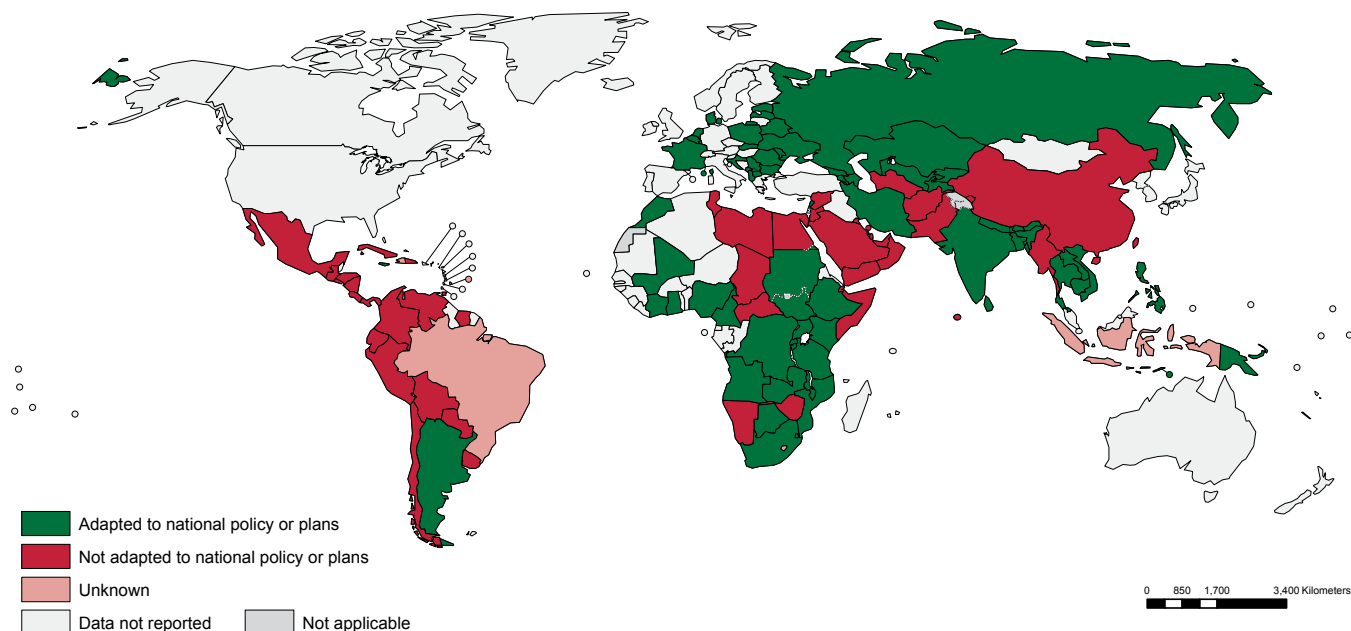 Adapted to national policy or plans
Not adapted to national policy or plans
Unknown
Data not reported Not applicable
0 850 1,700 3,400 Kilometers